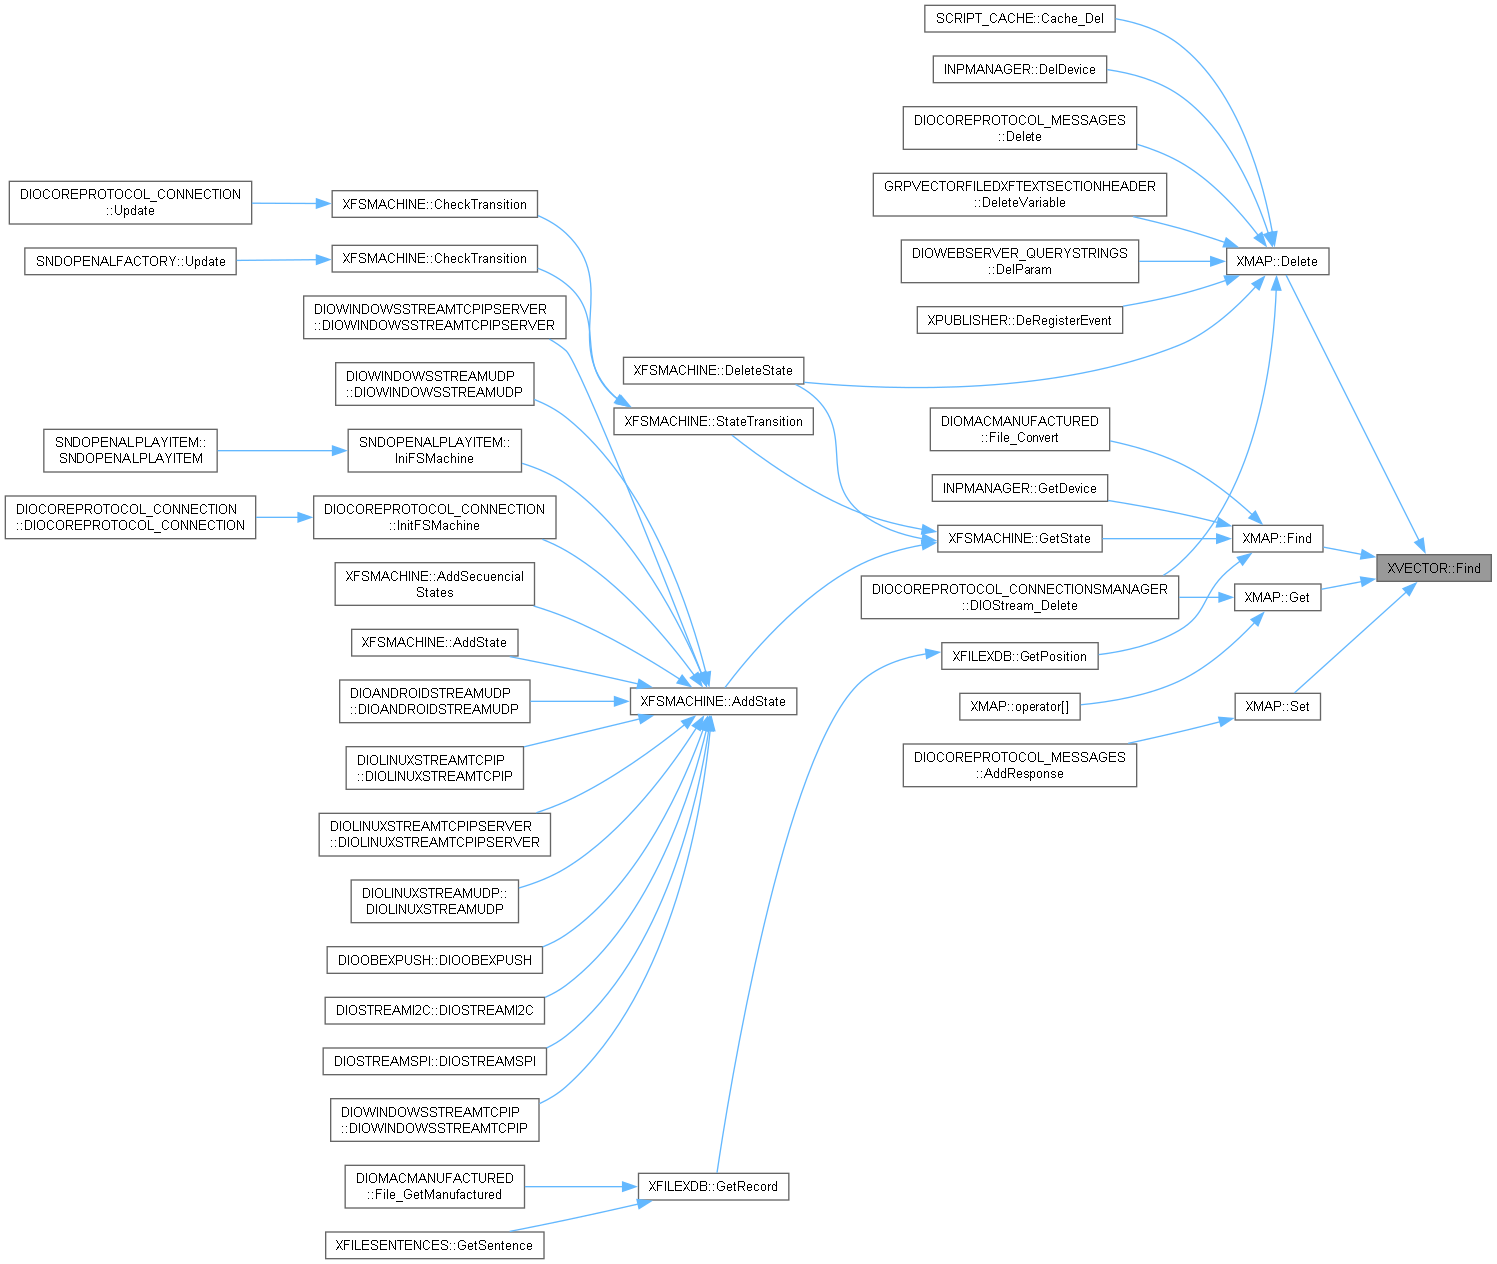 SCRIPT_CACHE::Cache_Del
INPMANAGER::DelDevice
DIOCOREPROTOCOL_MESSAGES
::Delete
GRPVECTORFILEDXFTEXTSECTIONHEADER
::DeleteVariable
DIOWEBSERVER_QUERYSTRINGS
::DelParam
XPUBLISHER::DeRegisterEvent
XMAP::Delete
DIOCOREPROTOCOL_CONNECTION
::Update
XFSMACHINE::CheckTransition
SNDOPENALFACTORY::Update
XFSMACHINE::CheckTransition
DIOWINDOWSSTREAMTCPIPSERVER
::DIOWINDOWSSTREAMTCPIPSERVER
DIOWINDOWSSTREAMUDP
::DIOWINDOWSSTREAMUDP
XFSMACHINE::DeleteState
XFSMACHINE::StateTransition
SNDOPENALPLAYITEM::
SNDOPENALPLAYITEM
SNDOPENALPLAYITEM::
IniFSMachine
DIOCOREPROTOCOL_CONNECTION
::DIOCOREPROTOCOL_CONNECTION
DIOCOREPROTOCOL_CONNECTION
::InitFSMachine
DIOMACMANUFACTURED
::File_Convert
INPMANAGER::GetDevice
XFSMACHINE::GetState
XMAP::Find
XVECTOR::Find
DIOCOREPROTOCOL_CONNECTIONSMANAGER
::DIOStream_Delete
XMAP::Get
XFILEXDB::GetPosition
XMAP::operator[]
XMAP::Set
DIOCOREPROTOCOL_MESSAGES
::AddResponse
XFSMACHINE::AddSecuencial
States
XFSMACHINE::AddState
DIOANDROIDSTREAMUDP
::DIOANDROIDSTREAMUDP
XFSMACHINE::AddState
DIOLINUXSTREAMTCPIP
::DIOLINUXSTREAMTCPIP
DIOLINUXSTREAMTCPIPSERVER
::DIOLINUXSTREAMTCPIPSERVER
DIOLINUXSTREAMUDP::
DIOLINUXSTREAMUDP
DIOOBEXPUSH::DIOOBEXPUSH
DIOSTREAMI2C::DIOSTREAMI2C
DIOSTREAMSPI::DIOSTREAMSPI
DIOWINDOWSSTREAMTCPIP
::DIOWINDOWSSTREAMTCPIP
DIOMACMANUFACTURED
::File_GetManufactured
XFILEXDB::GetRecord
XFILESENTENCES::GetSentence